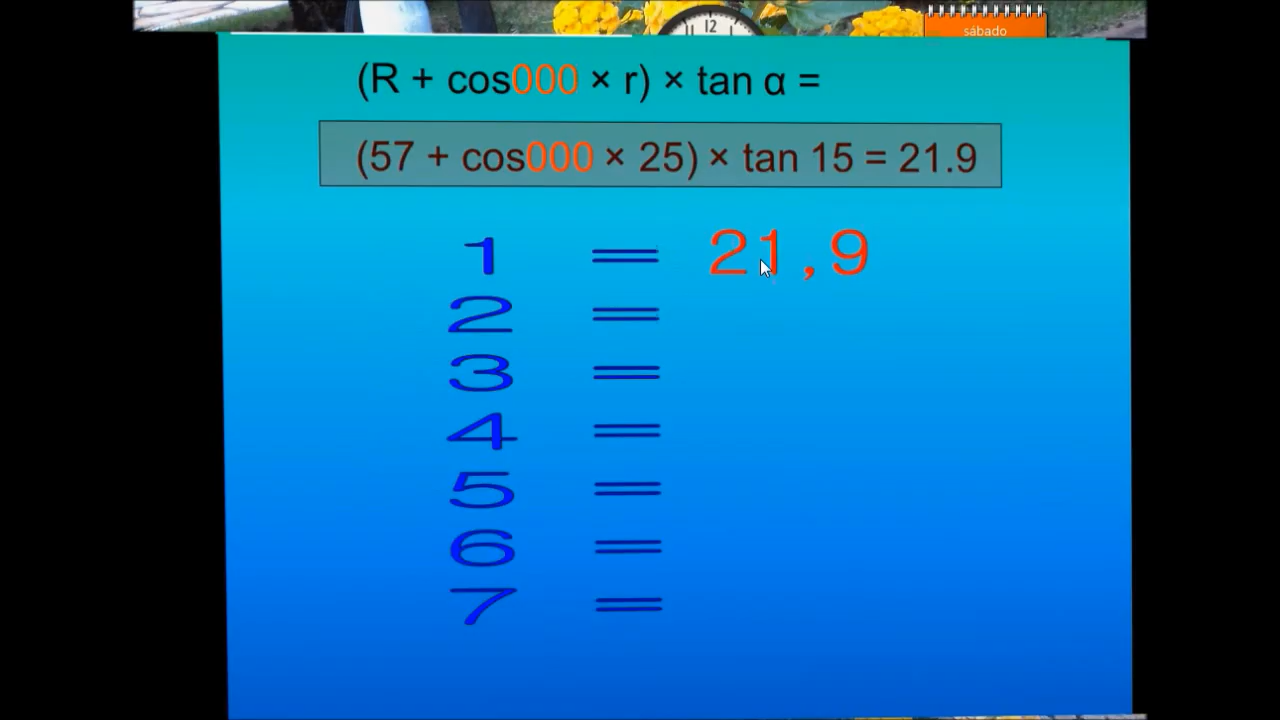 12
sábado
(R + cos000 × r) × tan α =
(57 + cos000 × 25) × tan 15 = 21.9
1 = 21,9
2 =
3 =
4 =
5 =
6 =
7 =